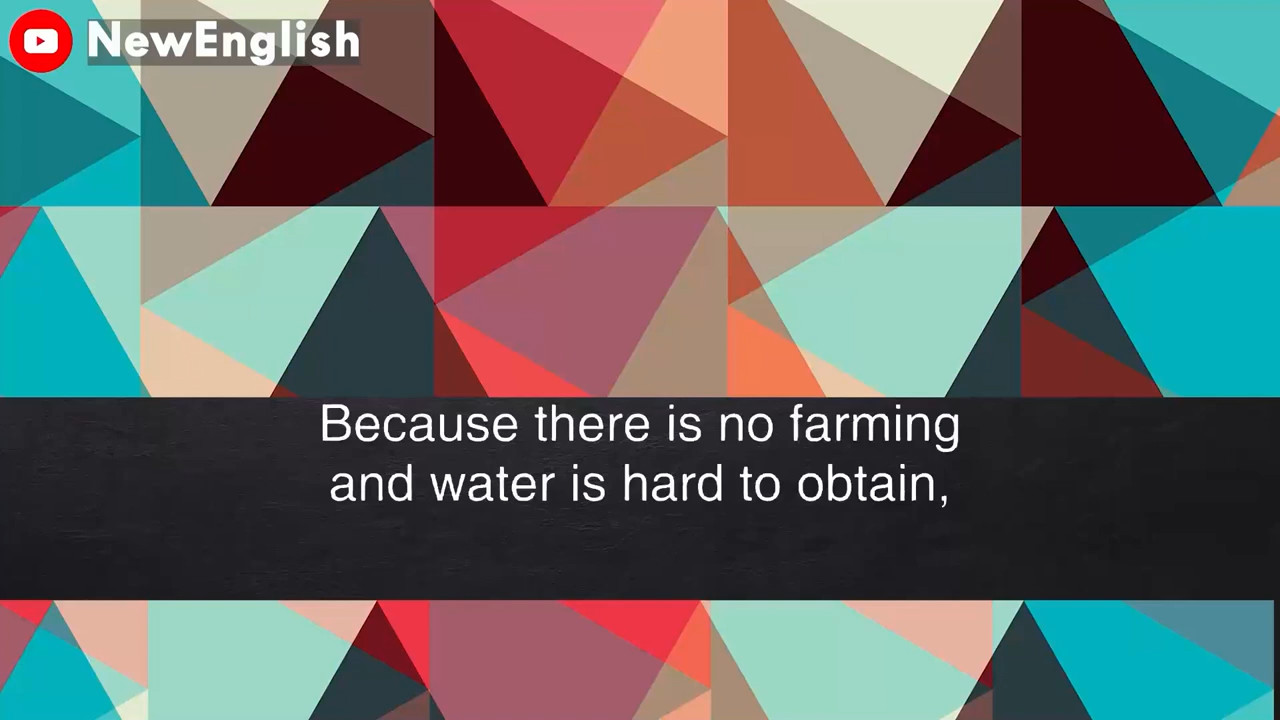 NewEnglish
Because there is no farming
and water is hard to obtain,